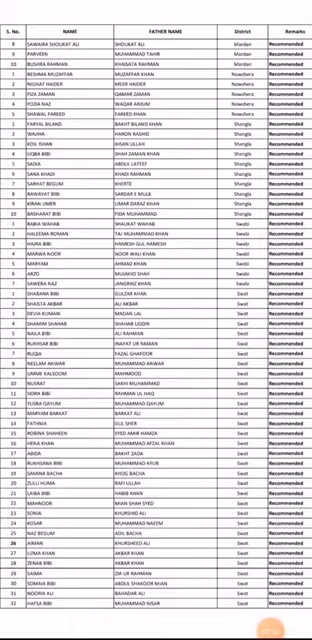 S. No. NAME FATHER NAME District Remarks
8 SAWAIRA SHOUKAT ALI SHOUKAT ALI Mardan Recommended
9 PARVEEN MUHAMMAD TAHIR Mardan Recommended
10 BUSHRA RAHMAN KHAISATA RAHMAN Mardan Recommended
1 RESHMA MUZAFFAR MUZAFFAR KHAN Nowshera Recommended
2 NIGHAT HAIDER MEER HAIDER Nowshera Recommended
3 FIZA ZAMAN QAMAR ZAMAN Nowshera Recommended
4 FOZIA NAZ WAQAR ANJUM Nowshera Recommended
5 SHAWAL FAREED FAREED KHAN Nowshera Recommended
1 FARYAL BILAND BAKHT BILAND KHAN Shangla Recommended
2 WAJIHA HARON RASHID Shangla Recommended
3 KOIL IHSAN IHSAN ULLAH Shangla Recommended
4 UQBA BIBI SHAH ZAMAN KHAN Shangla Recommended
5 SADIA ABDUL LATEEF Shangla Recommended
6 SANA KHADI KHADI RAHMAN Shangla Recommended
7 SARHAT BEGUM KHERTE Shangla Recommended
8 RAWAYAT BIBI SARDAR E MULK Shangla Recommended
9 KIRAN UMER UMAR DARAZ KHAN Shangla Recommended
10 BASHARAT BIBI FIDA MUHAMMAD Shangla Recommended
1 RABIA WAHAB SHAUKAT WAHAB Swabi Recommended
2 HALEEMA ROMAN TAJ MUHAMMAD KHAN Swabi Recommended
3 HAJRA BIBI HAMESH GUL HAMESH Swabi Recommended
4 MARWA NOOR NOOR WALI KHAN Swabi Recommended
5 MARYAM AHMAD KHAN Swabi Recommended
6 ARZO MUJAHID SHAH Swabi Recommended
7 SAWERA NAZ JANGRAIZ KHAN Swabi Recommended
1 SHABANA BIBI GULZAR KHAN Swat Recommended
2 SHAISTA AKBAR ALI AKBAR Swat Recommended
3 DEVIA KUMARI MADAN LAL Swat Recommended
4 SHAMIM SHAHAB SHAHAB UDDIN Swat Recommended
5 NAILA BIBI ALI RAHMAN Swat Recommended
6 RUKHSAR BIBI INAYAT UR RAMAN Swat Recommended
7 RUQIA FAZAL GHAFOOR Swat Recommended
8 NEELAM ANWAR MUHAMMAD ANWAR Swat Recommended
9 UMME KALSOOM MAHMOOD Swat Recommended
10 NUSRAT SAKHI MUHAMMAD Swat Recommended
11 SIDRA BIBI RAHMAN UL HAQ Swat Recommended
12 YUSRA QAYUM MUHAMMAD QAYUM Swat Recommended
13 MARYAM BARKAT BARKAT ALI Swat Recommended
14 FATHMA GUL SHER Swat Recommended
15 ROBINA SHAHEEN SYED AMIR HAMZA Swat Recommended
16 HENA KHAN MUHAMMAD AFZAL KHAN Swat Recommended
17 ABIDA BAKHT ZADA Swat Recommended
18 RUKHSANA BIBI MUHAMMAD AYUB Swat Recommended
19 SAMINA BACHA KHOG BACHA Swat Recommended
20 ZULLI HUMA RAFI ULLAH Swat Recommended
21 LAIBA BIBI HABIB KHAN Swat Recommended
22 MAHNOOR MIAN SHAH SYED Swat Recommended
23 SONIA KHURSHID ALI Swat Recommended
24 KOSAR MUHAMMAD NAEEM Swat Recommended
25 NAZ BEGUM ADIL BACHA Swat Recommended
26 AIMAN KHURSHEED ALI Swat Recommended
27 UZMA KHAN AKBAR KHAN Swat Recommended
28 ZENAB BIBI AKBAR KHAN Swat Recommended
29 SAIMA ZIA UR RAHMAN Swat Recommended
30 SOMAIA BIBI ABDUL SHAKOOR MIAN Swat Recommended
31 NOORIA ALI BAHADAR ALI Swat Recommended
32 HAFSA BIBI MUHAMMAD NISAR Swat Recommended